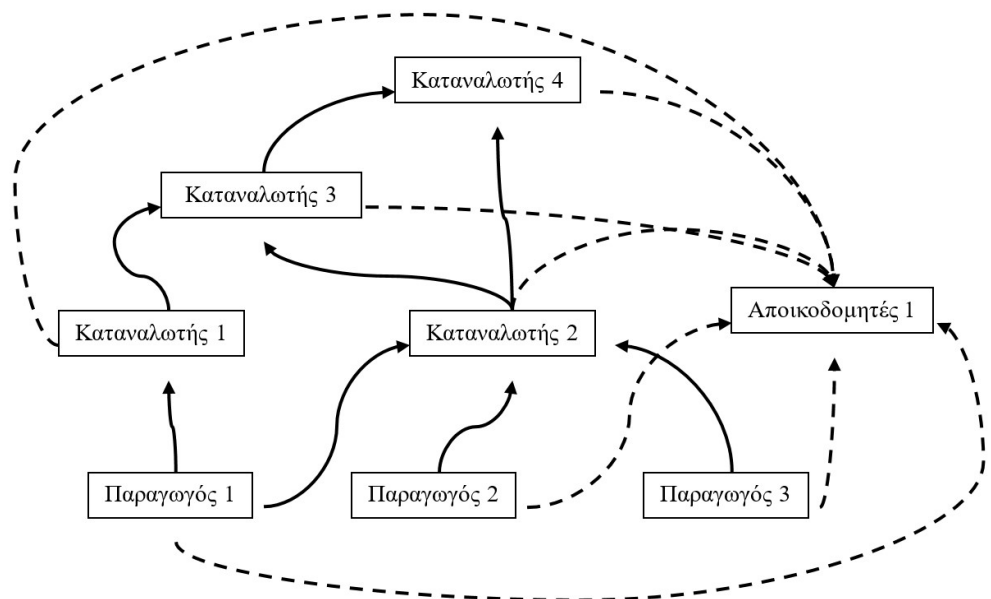 Καταναλωτής 4
Καταναλωτής 3
Καταναλωτής 1
Καταναλωτής 2
Αποικοδομητές 1
Παραγωγός 1
Παραγωγός 2
Παραγωγός 3